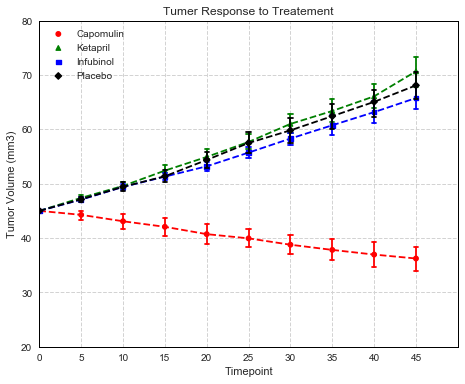 Tumer Response to Treatement
Capomulin
Ketapril
Infubinol
Placebo
Tumor Volume (mm3)
80
70
60
50
40
30
20
0 5 10 15 20 25 30 35 40 45
Timepoint